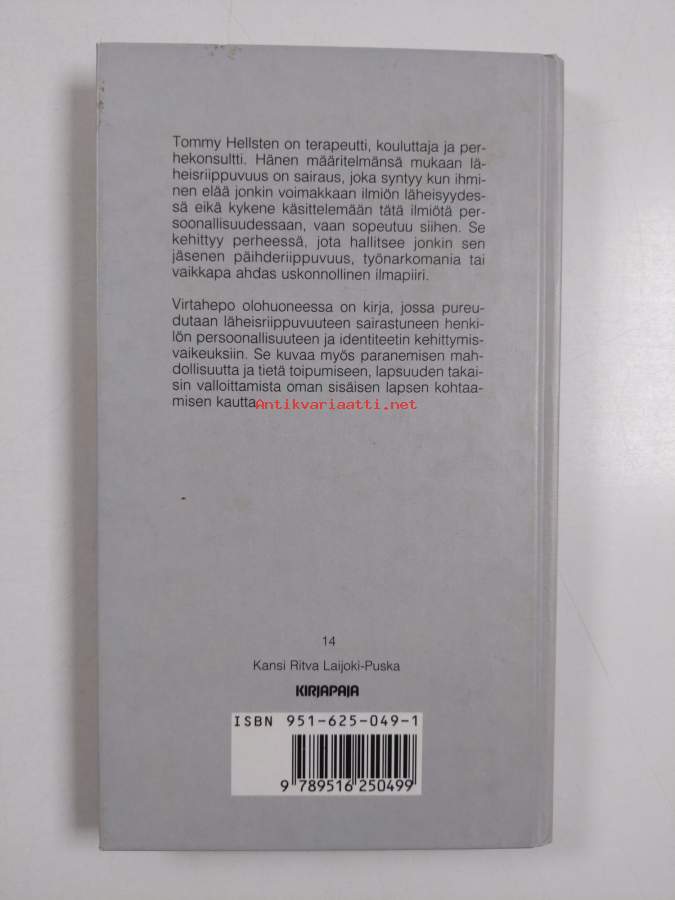 Tommy Hellsten on terapeutti, kouluttaja ja per-
hekonsultti. Hänen määritelmänsä mukaan lä-
heisriippuvuus on sairaus, joka syntyy kun ihmi-
nen elää jonkin voimakkaan ilmiön läheisyydes-
sä eikä kykene käsittelemään tätä ilmiötä per-
soonallisuudessaan, vaan sopeutuu siihen. Se
kehittyy perheessä, jota hallitsee jonkin sen
jäsenen päihderiippuvuus, työnarkomania tai
vaikkapa ahdas uskonnollinen ilmapiiri.
Virtahepo olohuoneessa on kirja, jossa pureu-
dutaan läheisriippuvuuteen sairastuneen henki-
lön persoonallisuuteen ja identiteetin kehittymis-
vaikeuksiin. Se kuvaa myös paranemisen mah-
dollisuutta ja tietä toipumiseen, lapsuuden takai-
sin valloittamista oman sisäisen lapsen kohtaa-
misen kautta.
Antikvariaatti.net
14
Kansi Ritva Laijoki-Puska
KIRJAPAJA
ISBN 951-625-049-1
9 789516 250499